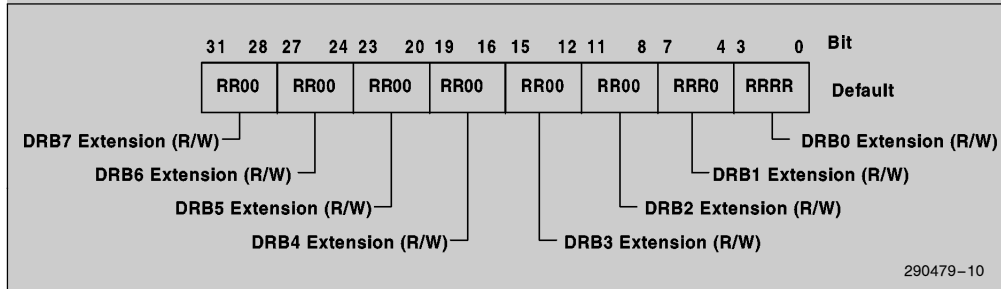 31 28 27 24 23 20 19 16 15 12 11 8 7 4 3 0 Bit
RR00 RR00 RR00 RR00 RR00 RR00 RRR0 RRRR Default
DRB7 Extension (R/W) DRB0 Extension (R/W)
DRB6 Extension (R/W) DRB1 Extension (R/W)
DRB5 Extension (R/W) DRB2 Extension (R/W)
DRB4 Extension (R/W) DRB3 Extension (R/W)
290479–10